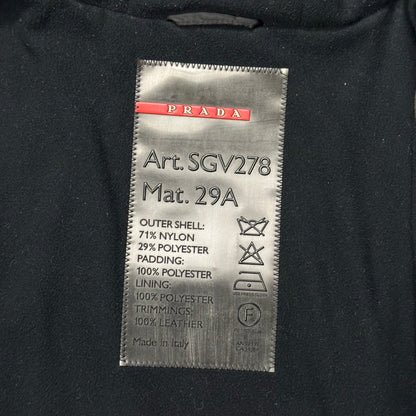 PRADA
Art. SGV278
Mat. 29A
OUTER SHELL:
71% NYLON
29% POLYESTER
PADDING:
100% POLYESTER
LINING:
100% POLYESTER
TRIMMINGS:
100% LEATHER
Made in Italy
F